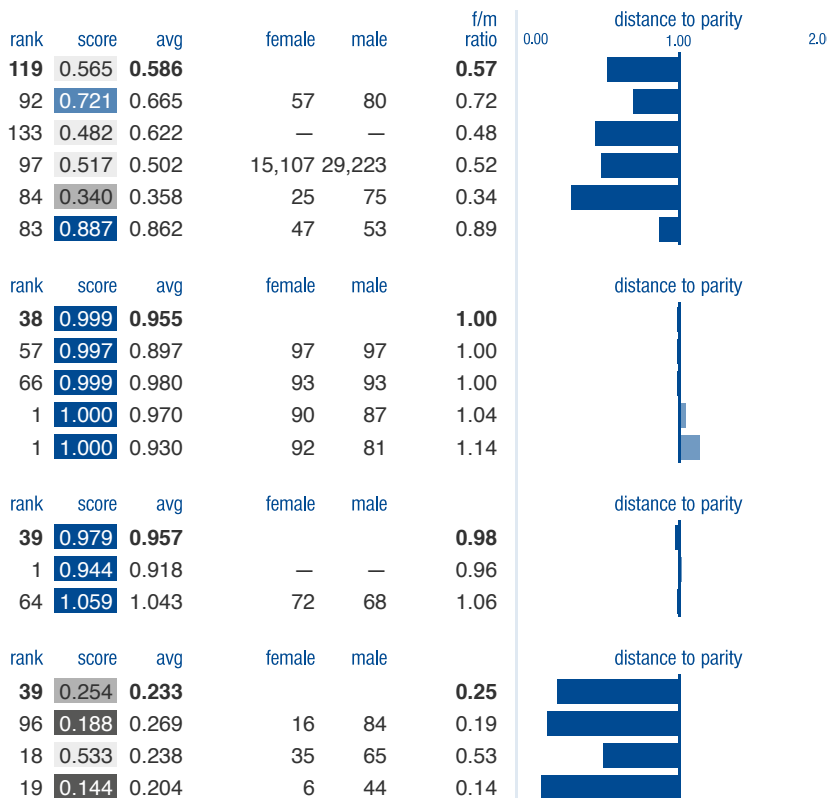 f/m
rank score avg female male ratio distance to parity
0.00 1.00 2.0
119 0.565 0.586 0.57
92 0.721 0.665 57 80 0.72
133 0.482 0.622 — — 0.48
97 0.517 0.502 15,107 29,223 0.52
84 0.340 0.358 25 75 0.34
83 0.887 0.862 47 53 0.89
rank score avg female male distance to parity
38 0.999 0.955 1.00
57 0.997 0.897 97 97 1.00
66 0.999 0.980 93 93 1.00
1 1.000 0.970 90 87 1.04
1 1.000 0.930 92 81 1.14
rank score avg female male distance to parity
39 0.979 0.957 0.98
1 0.944 0.918 — — 0.96
64 1.059 1.043 72 68 1.06
rank score avg female male distance to parity
39 0.254 0.233 0.25
96 0.188 0.269 16 84 0.19
18 0.533 0.238 35 65 0.53
19 0.144 0.204 6 44 0.14